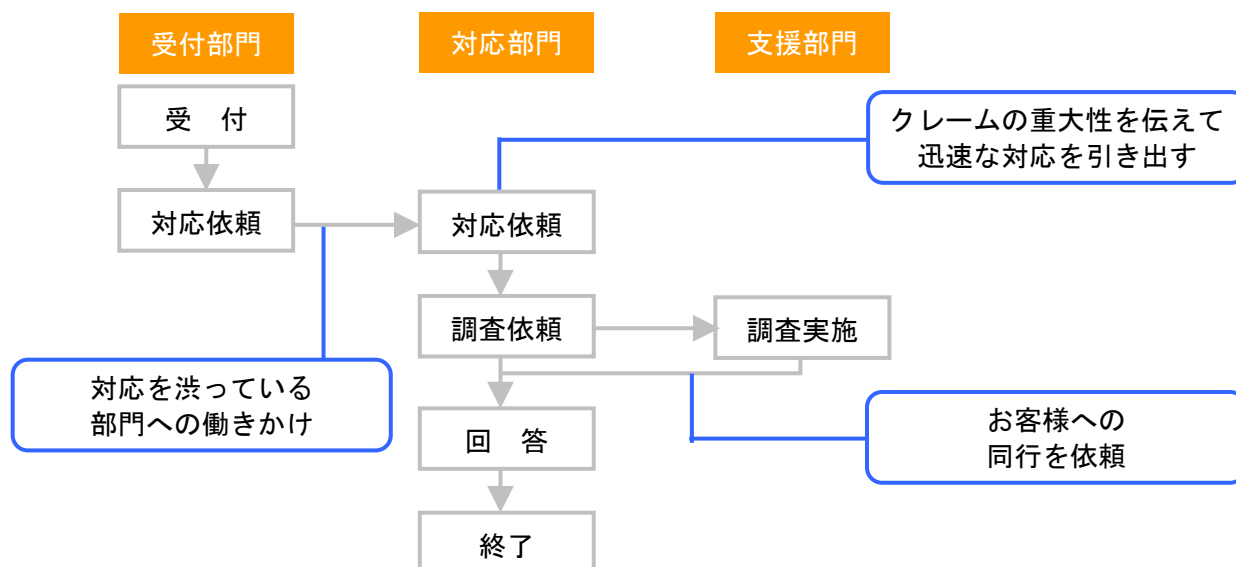 受付部門
対応部門
支援部門
受　付
クレームの重大性を伝えて
迅速な対応を引き出す
対応依頼
対応依頼
調査依頼
調査実施
対応を渋っている
部門への働きかけ
回　答
お客様への
同行を依頼
終了